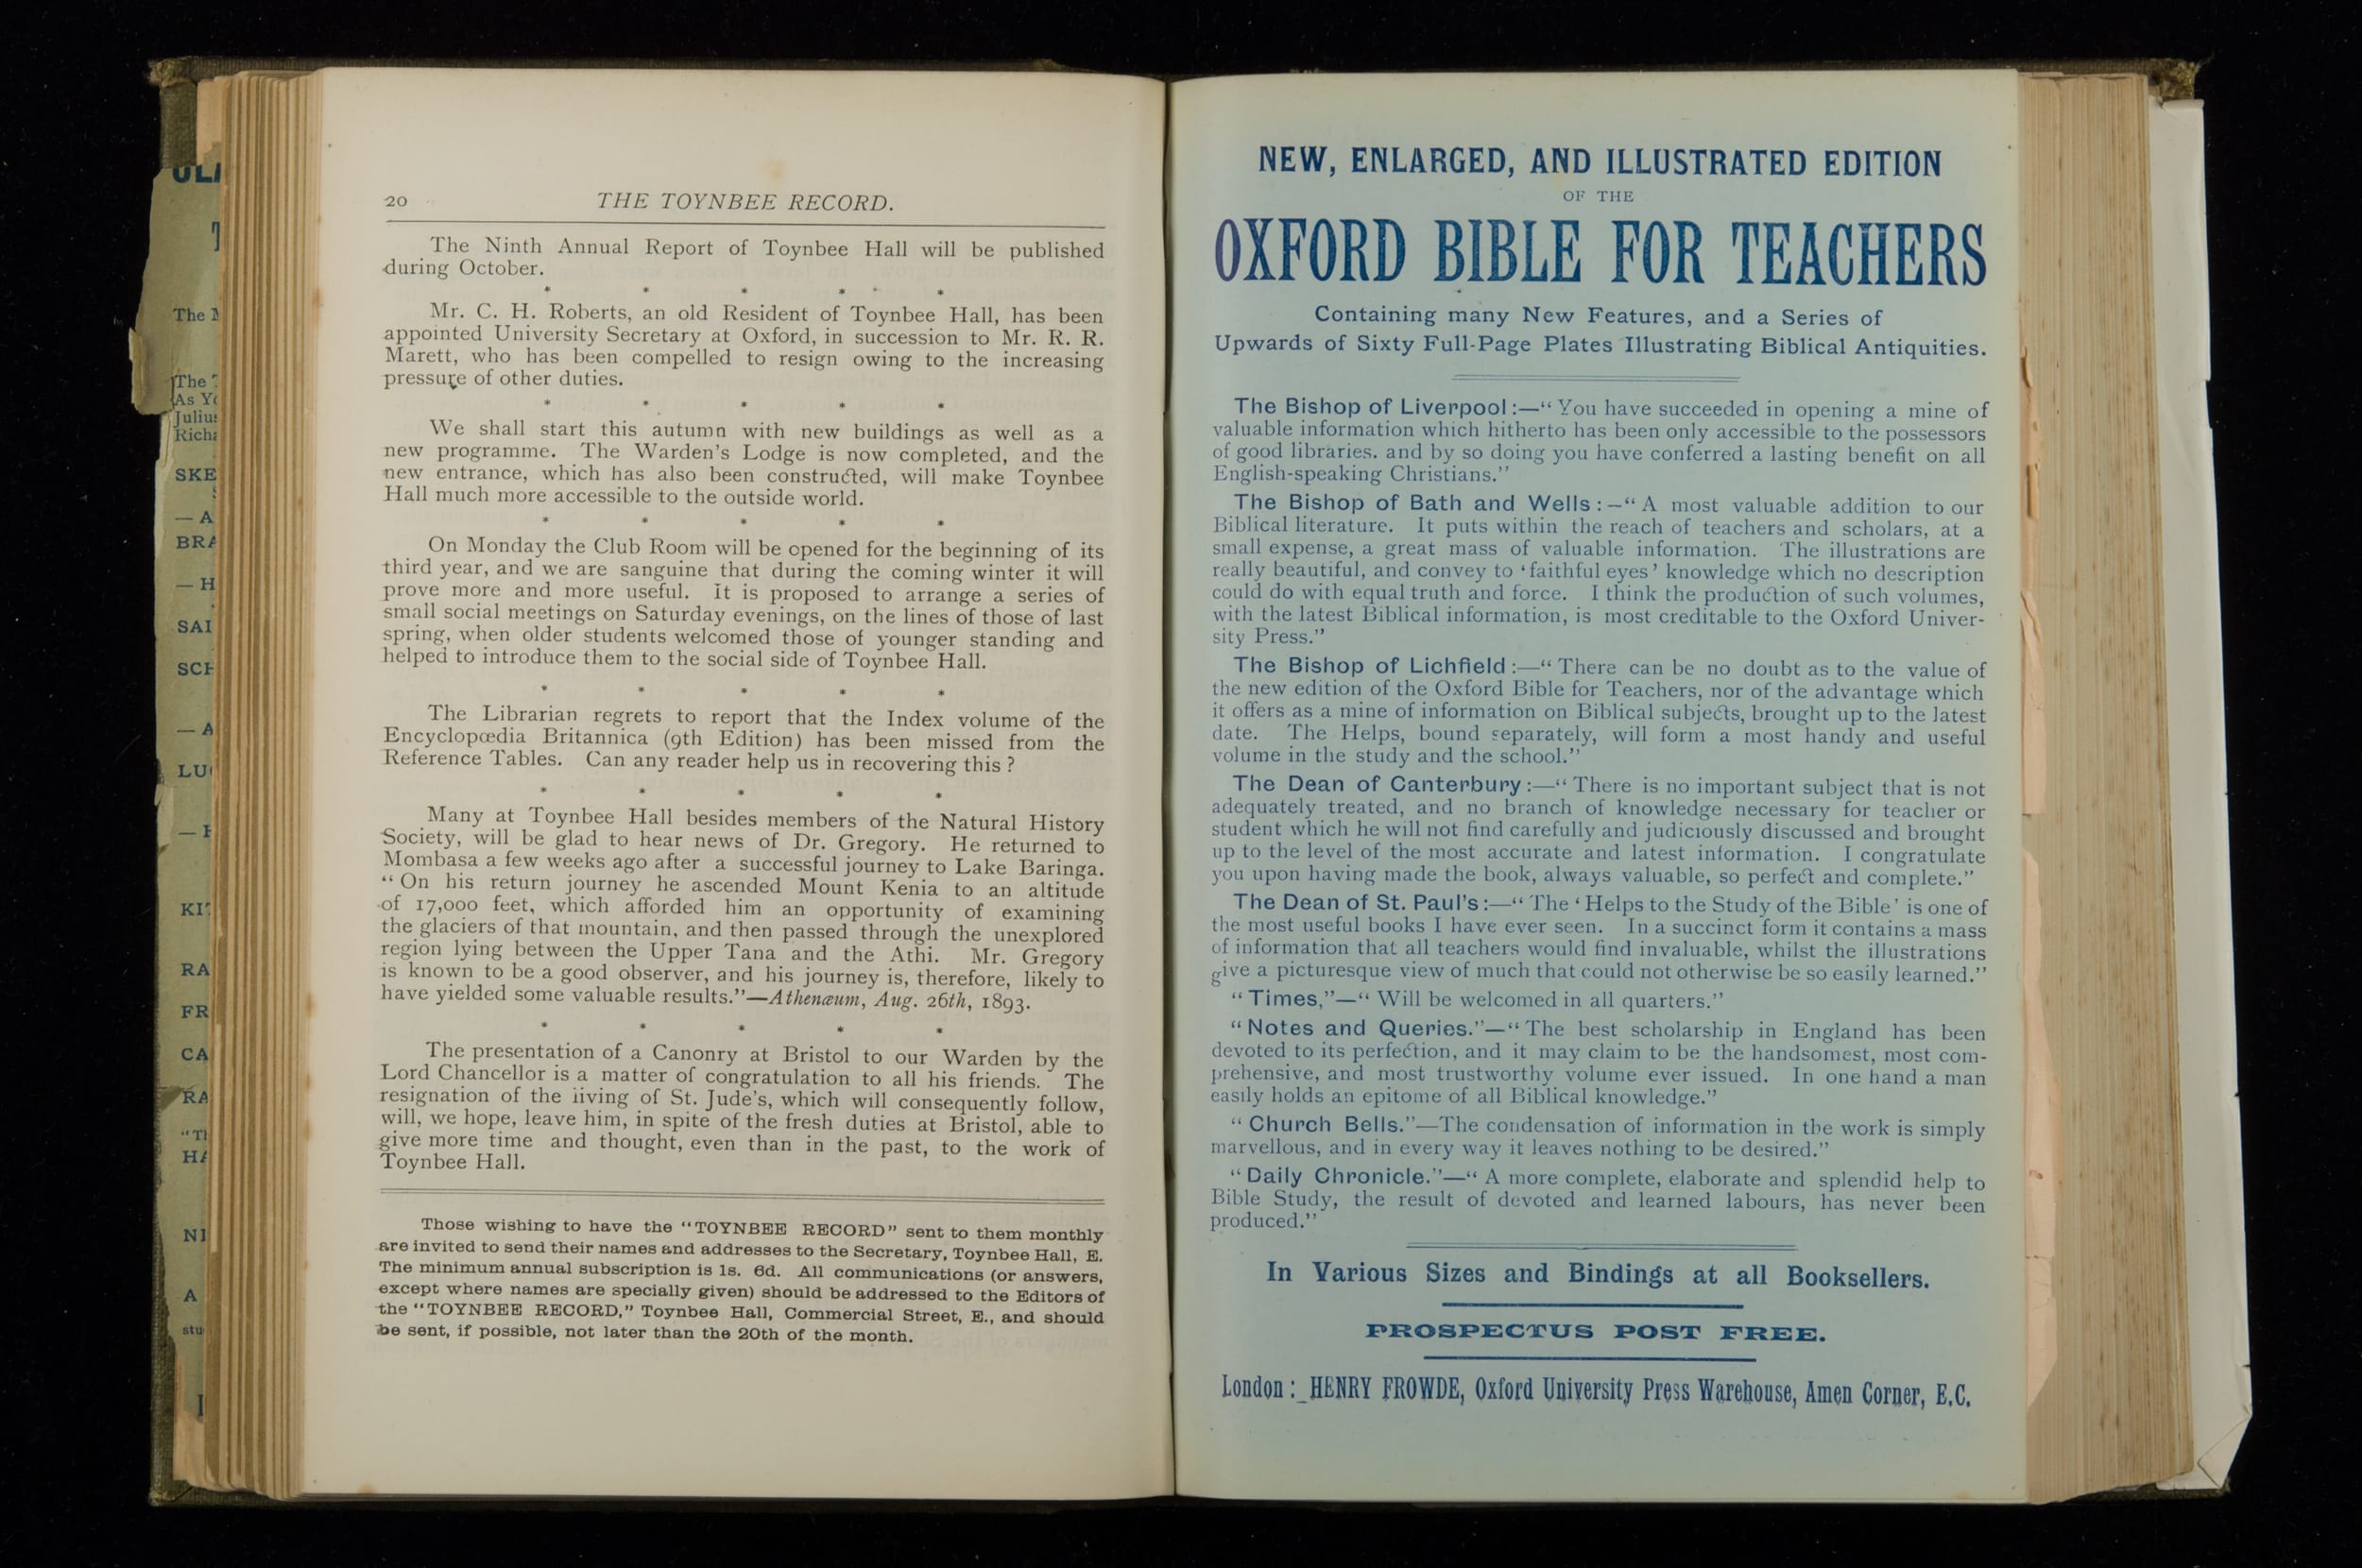 20 THE TOYNBEE RECORD.
The Ninth Annual Report of Toynbee Hall will be published
during October.
* * * * *
Mr. C. H. Roberts, an old Resident of Toynbee Hall, has been
appointed University Secretary at Oxford, in succession to Mr. R. R.
Marett, who has been compelled to resign owing to the increasing
pressure of other duties.
* * * * *
We shall start this autumn with new buildings as well as a
new programme. The Warden's Lodge is now completed, and the
new entrance, which has also been constructed, will make Toynbee
Hall much more accessible to the outside world.
* * * * *
On Monday the Club Room will be opened for the beginning of its
third year, and we are sanguine that during the coming winter it will
prove more and more useful. It is proposed to arrange a series of
small social meetings on Saturday evenings, on the lines of those of last
spring, when older students welcomed those of younger standing and
helped to introduce them to the social side of Toynbee Hall.
* * * * *
The Librarian regrets to report that the Index volume of the
Encyclopœdia Britannica (9th Edition) has been missed from the
Reference Tables. Can any reader help us in recovering this ?
* * * * *
Many at Toynbee Hall besides members of the Natural History
Society, will be glad to hear news of Dr. Gregory. He returned to
Mombasa a few weeks ago after a successful journey to Lake Baringa.
“ On his return journey he ascended Mount Kenia to an altitude
of 17,000 feet, which afforded him an opportunity of examining
the glaciers of that mountain, and then passed through the unexplored
region lying between the Upper Tana and the Athi. Mr. Gregory
is known to be a good observer, and his journey is, therefore, likely to
have yielded some valuable results.”—Athenæum, Aug. 26th, 1893.
* * * * *
The presentation of a Canonry at Bristol to our Warden by the
Lord Chancellor is a matter of congratulation to all his friends. The
resignation of the living of St. Jude's, which will consequently follow,
will, we hope, leave him, in spite of the fresh duties at Bristol, able to
give more time and thought, even than in the past, to the work of
Toynbee Hall.
Those wishing to have the “TOYNBEE RECORD” sent to them monthly
are invited to send their names and addresses to the Secretary, Toynbee Hall, E.
The minimum annual subscription is 1s. 6d. All communications (or answers,
except where names are specially given) should be addressed to the Editors of
the “TOYNBEE RECORD,” Toynbee Hall, Commercial Street, E., and should
be sent, if possible, not later than the 20th of the month.
NEW, ENLARGED, AND ILLUSTRATED EDITION
OF THE
OXFORD BIBLE FOR TEACHERS
Containing many New Features, and a Series of
Upwards of Sixty Full-Page Plates Illustrating Biblical Antiquities.
The Bishop of Liverpool :—“ You have succeeded in opening a mine of
valuable information which hitherto has been only accessible to the possessors
of good libraries. and by so doing you have conferred a lasting benefit on all
English-speaking Christians.”
The Bishop of Bath and Wells :—“ A most valuable addition to our
Biblical literature. It puts within the reach of teachers and scholars, at a
small expense, a great mass of valuable information. The illustrations are
really beautiful, and convey to ‘faithful eyes’ knowledge which no description
could do with equal truth and force. I think the production of such volumes,
with the latest Biblical information, is most creditable to the Oxford Univer-
sity Press.”
The Bishop of Lichfield :—“ There can be no doubt as to the value of
the new edition of the Oxford Bible for Teachers, nor of the advantage which
it offers as a mine of information on Biblical subjects, brought up to the latest
date. The Helps, bound separately, will form a most handy and useful
volume in the study and the school.”
The Dean of Canterbury :—“ There is no important subject that is not
adequately treated, and no branch of knowledge necessary for teacher or
student which he will not find carefully and judiciously discussed and brought
up to the level of the most accurate and latest information. I congratulate
you upon having made the book, always valuable, so perfect and complete.”
The Dean of St. Paul's :—“ The ‘ Helps to the Study of the Bible ’ is one of
the most useful books I have ever seen. In a succinct form it contains a mass
of information that all teachers would find invaluable, whilst the illustrations
give a picturesque view of much that could not otherwise be so easily learned.”
“ Times,”—“ Will be welcomed in all quarters.”
“ Notes and Queries.”—“ The best scholarship in England has been
devoted to its perfection, and it may claim to be the handsomest, most com-
prehensive, and most trustworthy volume ever issued. In one hand a man
easily holds an epitome of all Biblical knowledge.”
“ Church Bells.”—The condensation of information in the work is simply
marvellous, and in every way it leaves nothing to be desired.”
“ Daily Chronicle.”—“ A more complete, elaborate and splendid help to
Bible Study, the result of devoted and learned labours, has never been
produced.”
In Various Sizes and Bindings at all Booksellers.
PROSPECTUS POST FREE.
London : HENRY FROWDE, Oxford University Press Warehouse, Amen Corner, E.C.